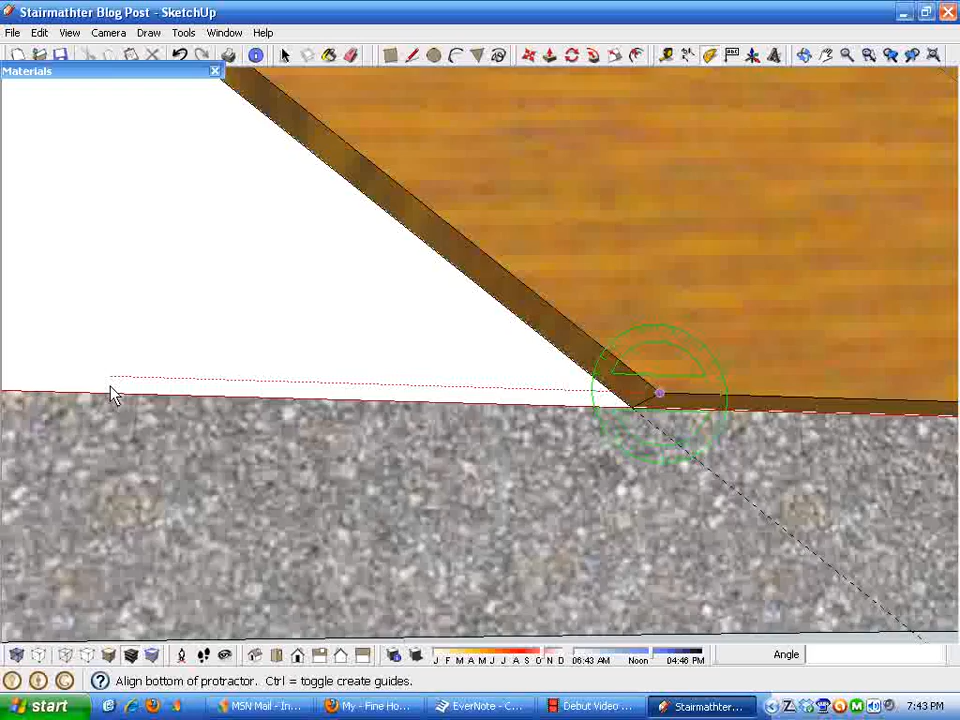 Stairmathter Blog Post - SketchUp
File Edit View Camera Draw Tools Window Help
Materials
J F M A M J J A S O N D 06:43 AM Noon 04:46 PM Angle
Align bottom of protractor. Ctrl = toggle create guides.
start MSN Mail - In... My - Fine Ho... EverNote - C... Debut Video ... Stairmathter... 7:43 PM